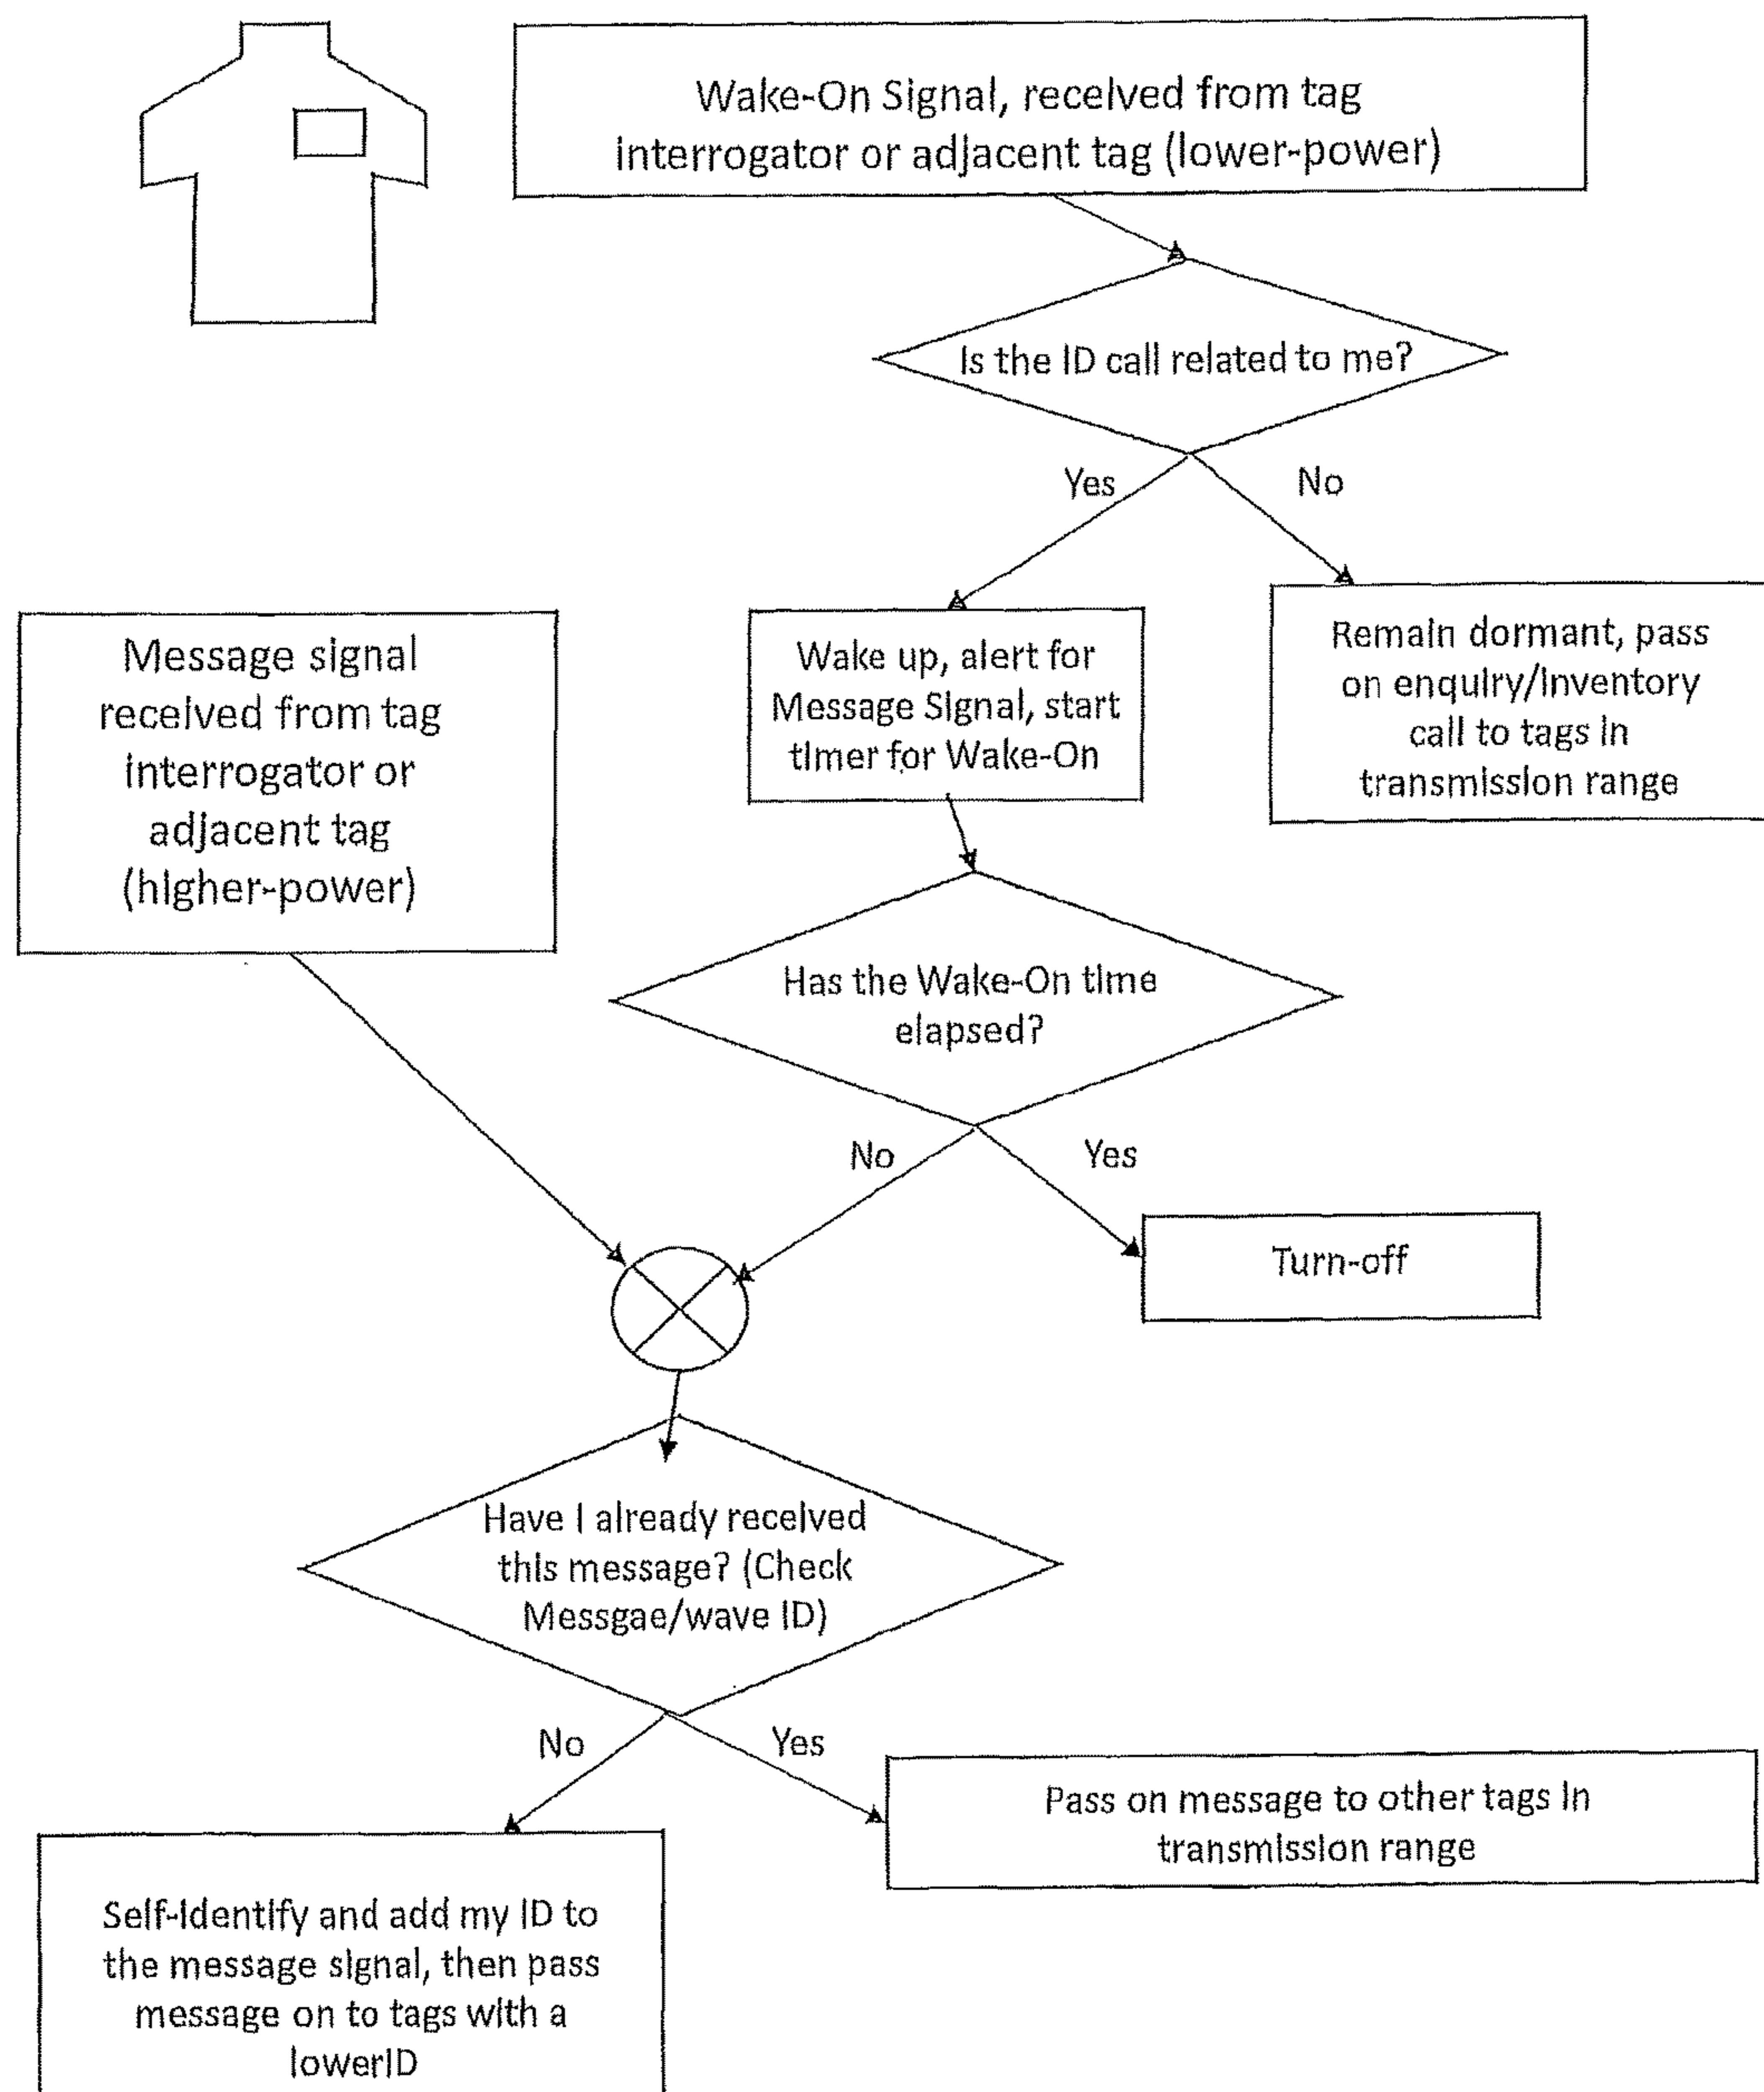 Wake-On Signal, received from tag
interrogator or adjacent tag (lower-power)
Is the ID call related to me?
Yes
No
Wake up, alert for
Message Signal, start
timer for Wake-On
Remain dormant, pass
on enquiry/inventory
call to tags in
transmission range
Message signal
received from tag
interrogator or
adjacent tag
(higher-power)
Has the Wake-On time
elapsed?
No
Yes
Turn-off
Have I already received
this message? (Check
Messgae/wave ID)
No
Yes
Pass on message to other tags in
transmission range
Self-identify and add my ID to
the message signal, then pass
message on to tags with a
lowerID